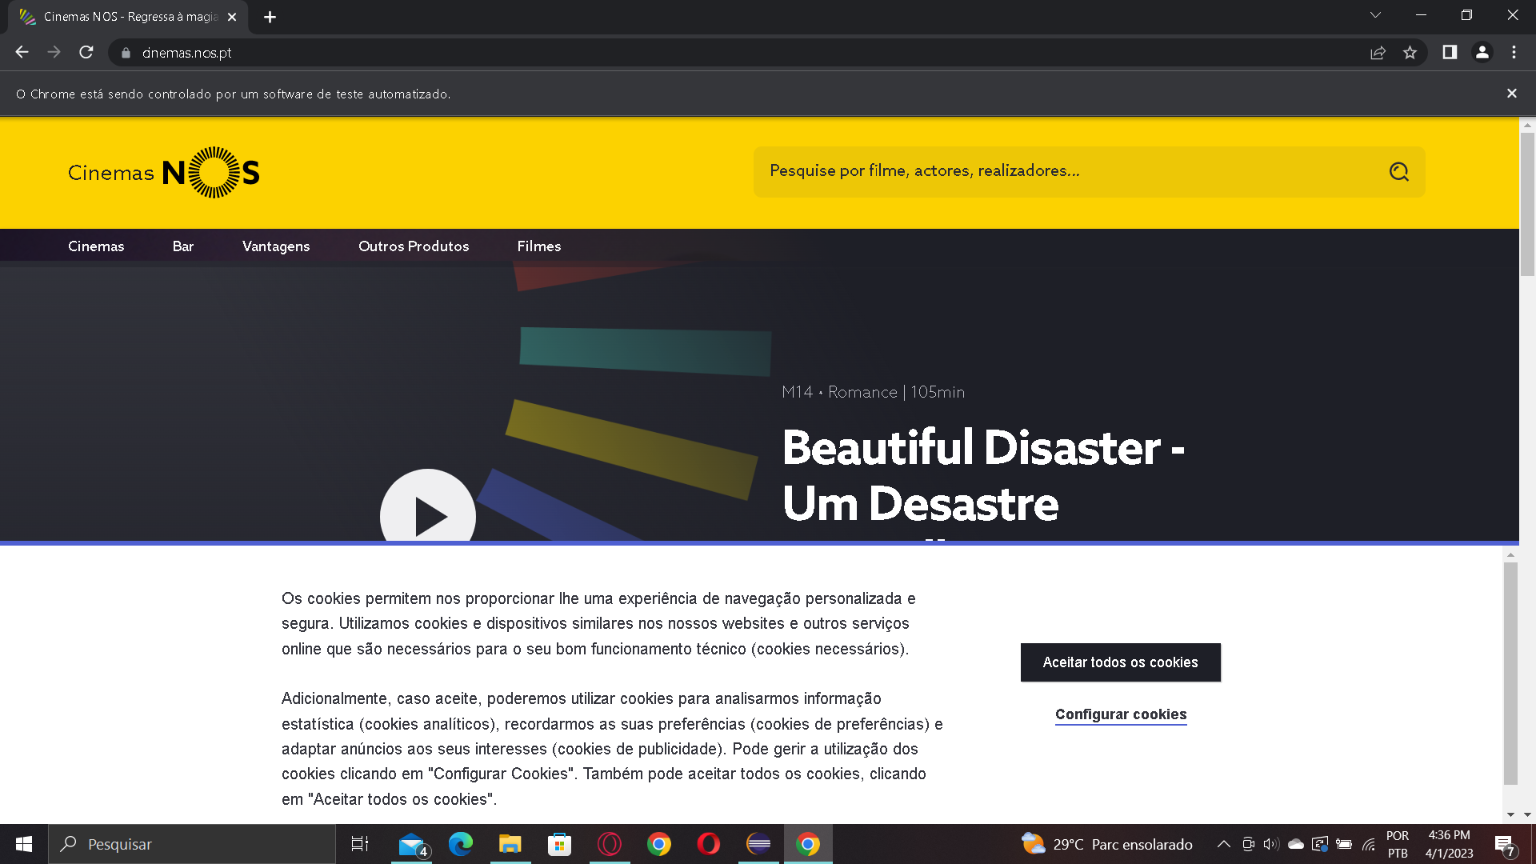 Cinemas NOS - Regressa à magia
cinemas.nos.pt
O Chrome está sendo controlado por um software de teste automatizado.
Cinemas NOS
Pesquise por filme, actores, realizadores...
Cinemas Bar Vantagens Outros Produtos Filmes
M14 • Romance | 105min
Beautiful Disaster -
Um Desastre
Os cookies permitem nos proporcionar lhe uma experiência de navegação personalizada e
segura. Utilizamos cookies e dispositivos similares nos nossos websites e outros serviços
online que são necessários para o seu bom funcionamento técnico (cookies necessários).
Adicionalmente, caso aceite, poderemos utilizar cookies para analisarmos informação
estatística (cookies analíticos), recordarmos as suas preferências (cookies de preferências) e
adaptar anúncios aos seus interesses (cookies de publicidade). Pode gerir a utilização dos
cookies clicando em "Configurar Cookies". Também pode aceitar todos os cookies, clicando
em "Aceitar todos os cookies".
Aceitar todos os cookies
Configurar cookies
Pesquisar
4
29°C Parc ensolarado
POR
PTB
4:36 PM
4/1/2023
7